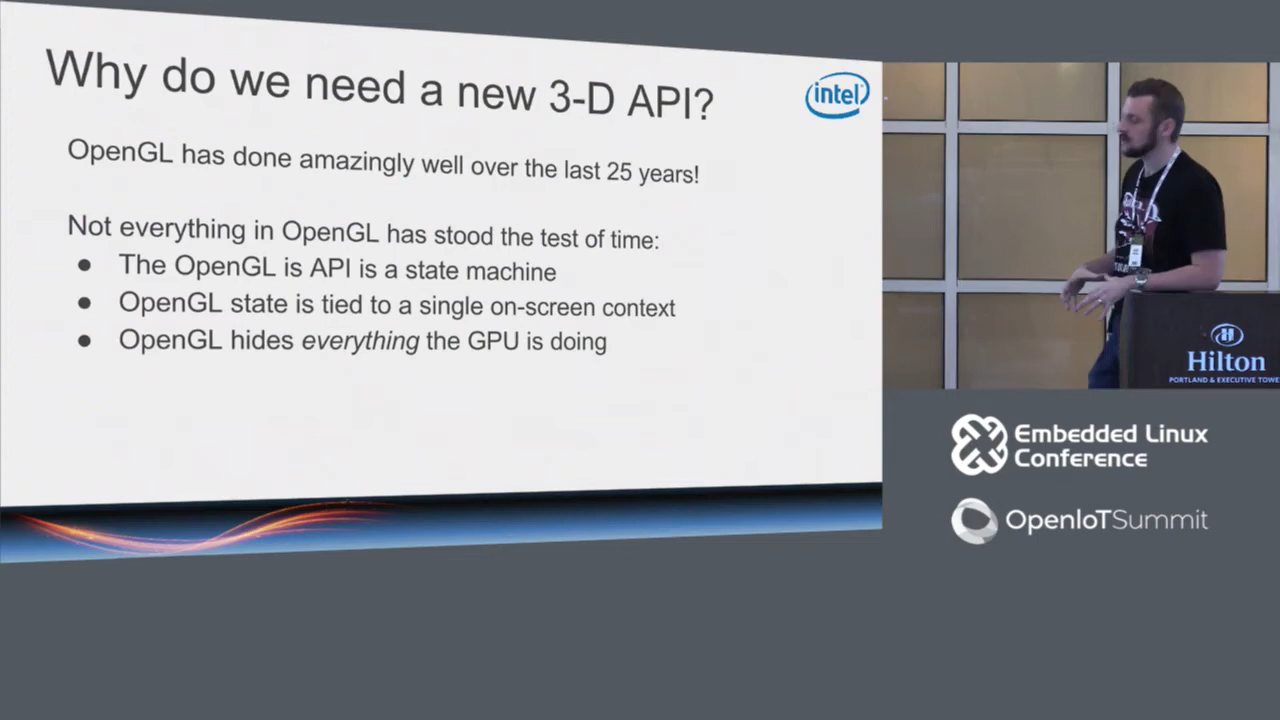 Why do we need a new 3-D API?
intel
OpenGL has done amazingly well over the last 25 years!
Not everything in OpenGL has stood the test of time:
● The OpenGL is API is a state machine
● OpenGL state is tied to a single on-screen context
● OpenGL hides everything the GPU is doing
H
Hilton
PORTLAND & EXECUTIVE TOWE
Embedded Linux
Conference
OpenIoTSummit